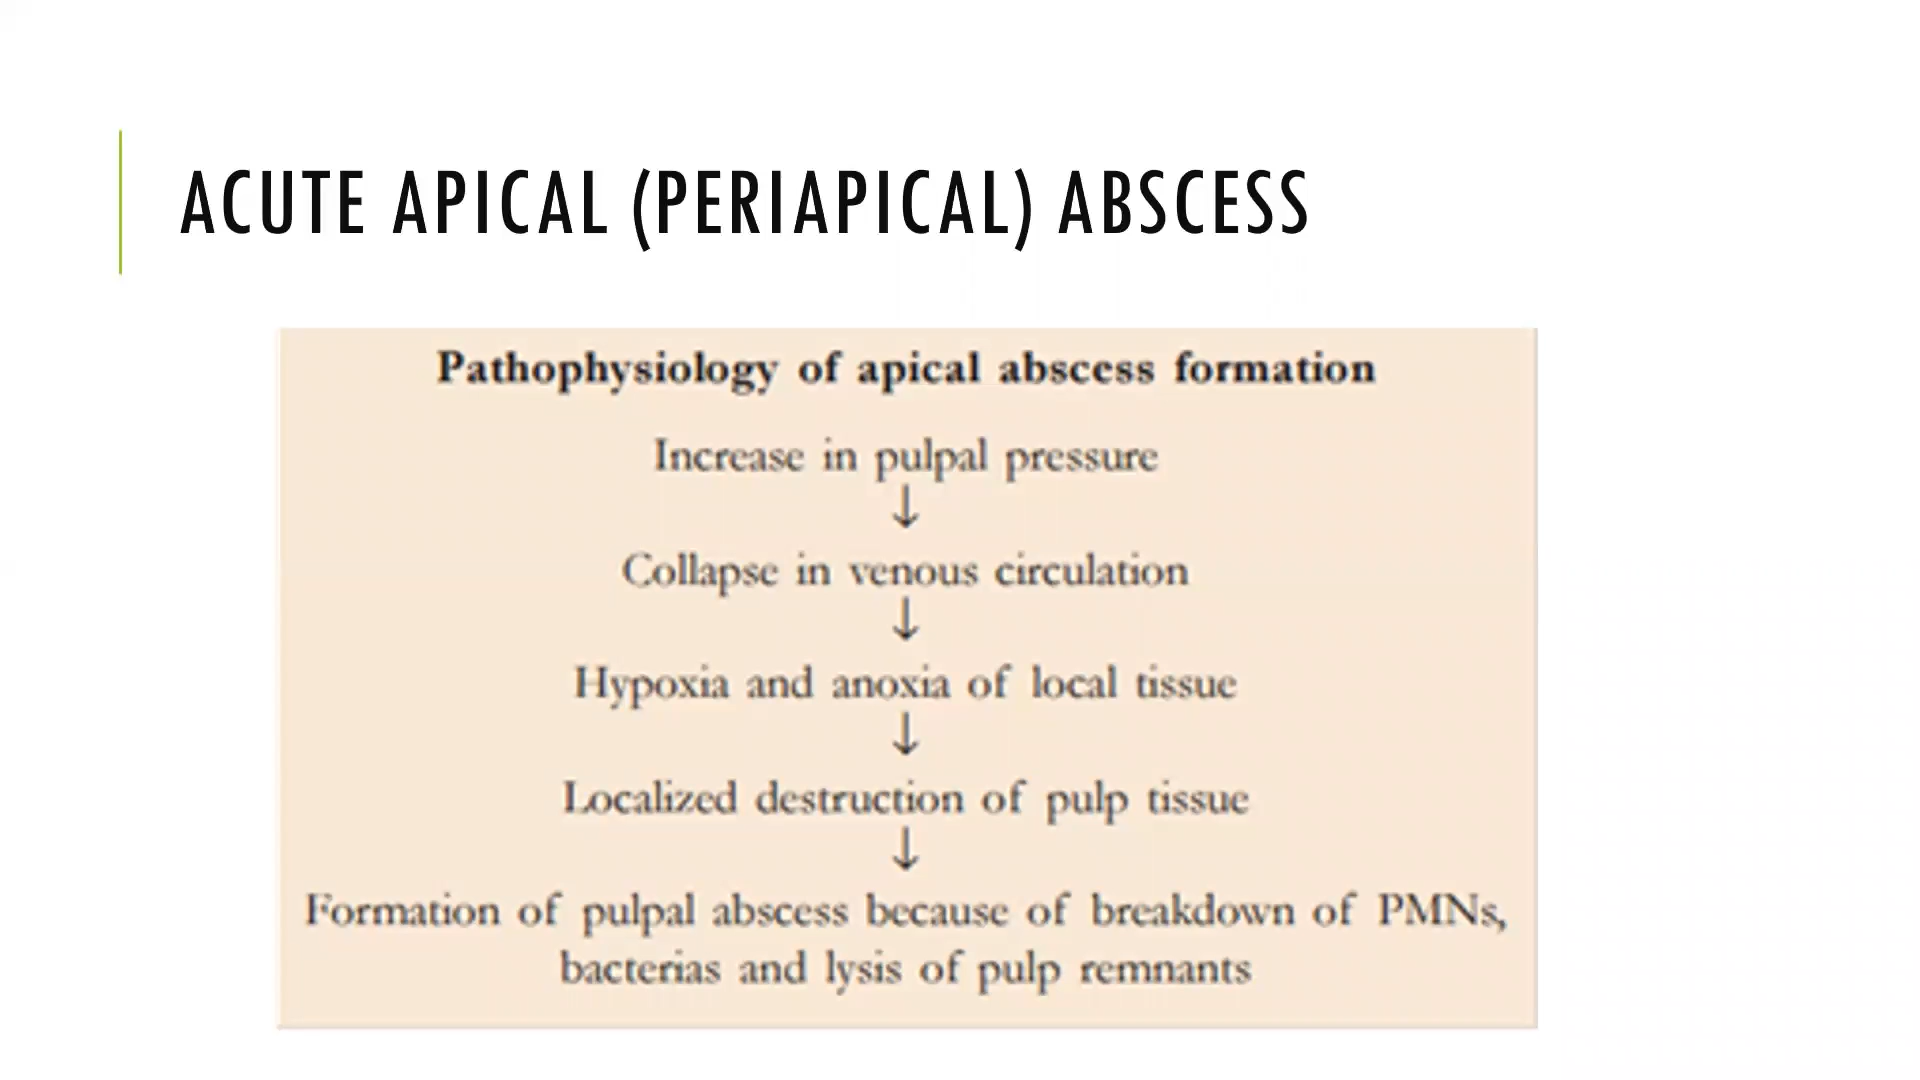 ACUTE APICAL (PERIAPICAL) ABSCESS
Pathophysiology of apical abscess formation
Increase in pulpal pressure
↓
Collapse in venous circulation
↓
Hypoxia and anoxia of local tissue
↓
Localized destruction of pulp tissue
↓
Formation of pulpal abscess because of breakdown of PMNs,
bacterias and lysis of pulp remnants